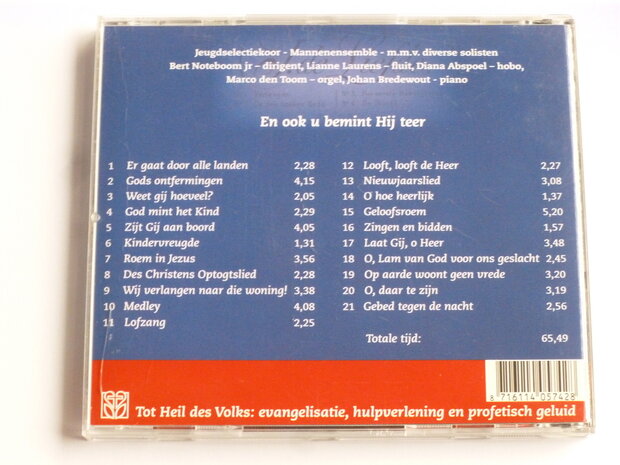 Jeugdselectiekoor - Mannenensemble - m.m.v. diverse solisten
Bert Noteboom jr – dirigent, Lianne Laurens – fluit, Diana Abspoel – hobo,
Marco den Toom – orgel, Johan Bredewout - piano
En ook u bemint Hij teer
1 Er gaat door alle landen 2,28
2 Gods ontfermingen 4,15
3 Weet gij hoeveel? 2,05
4 God mint het Kind 2,29
5 Zijt Gij aan boord 4,05
6 Kindervreugde 1,31
7 Roem in Jezus 3,56
8 Des Christens Optogtslied 2,28
9 Wij verlangen naar die woning! 3,38
10 Medley 4,08
11 Lofzang 2,25
12 Looft, looft de Heer 2,27
13 Nieuwjaarslied 3,08
14 O hoe heerlijk 1,37
15 Geloofsroem 5,20
16 Zingen en bidden 1,57
17 Laat Gij, o Heer 3,48
18 O, Lam van God voor ons geslacht 2,45
19 Op aarde woont geen vrede 3,20
20 O, daar te zijn 3,19
21 Gebed tegen de nacht 2,56
Totale tijd: 65,49
8 716114 057428
Tot Heil des Volks: evangelisatie, hulpverlening en profetisch geluid